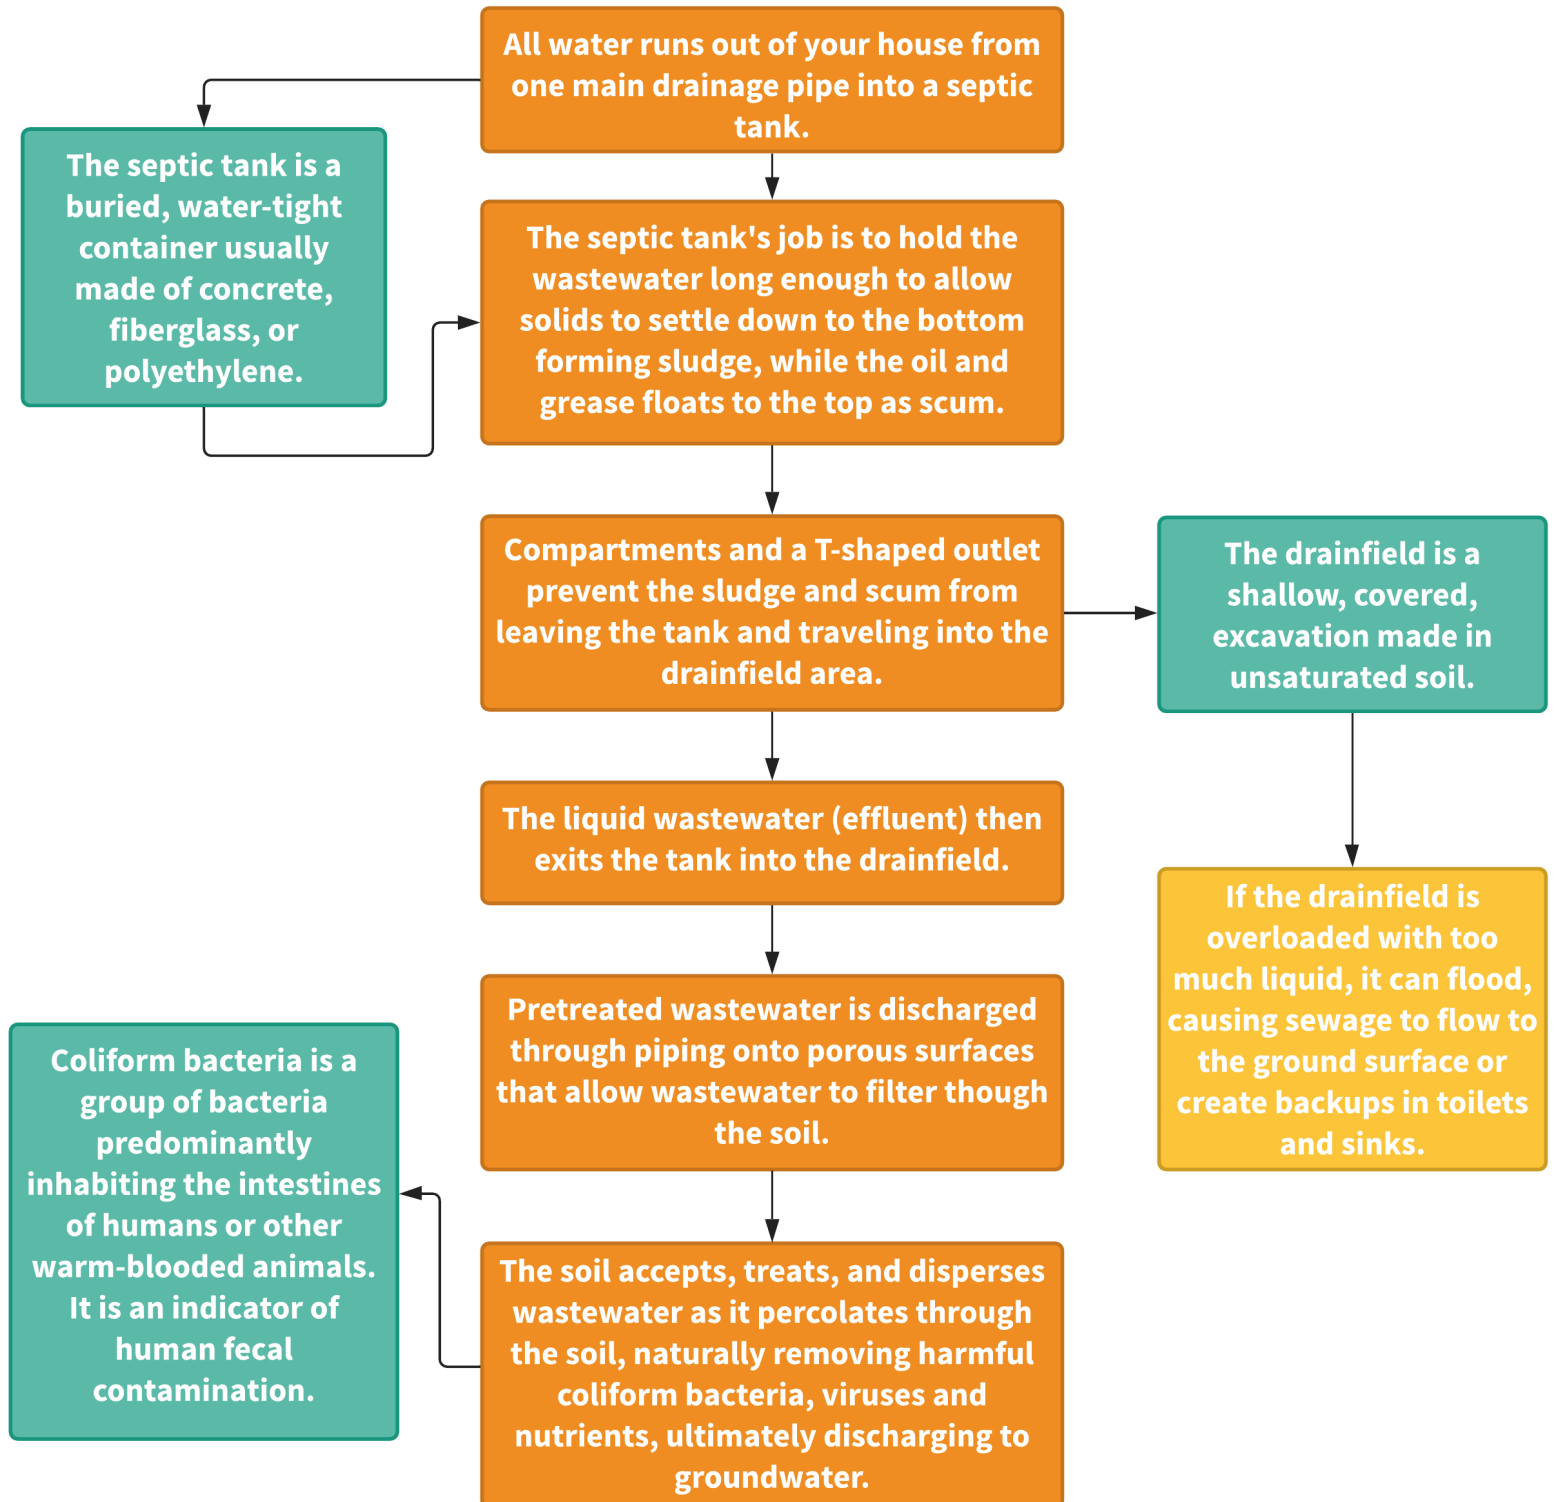 All water runs out of your house from
one main drainage pipe into a septic
tank.
The septic tank is a
buried, water-tight
container usually
made of concrete,
fiberglass, or
polyethylene.
The septic tank's job is to hold the
wastewater long enough to allow
solids to settle down to the bottom
forming sludge, while the oil and
grease floats to the top as scum.
Compartments and a T-shaped outlet
prevent the sludge and scum from
leaving the tank and traveling into the
drainfield area.
The drainfield is a
shallow, covered,
excavation made in
unsaturated soil.
The liquid wastewater (effluent) then
exits the tank into the drainfield.
If the drainfield is
overloaded with too
much liquid, it can flood,
causing sewage to flow to
the ground surface or
create backups in toilets
and sinks.
Pretreated wastewater is discharged
through piping onto porous surfaces
that allow wastewater to filter though
the soil.
Coliform bacteria is a
group of bacteria
predominantly
inhabiting the intestines
of humans or other
warm-blooded animals.
It is an indicator of
human fecal
contamination.
The soil accepts, treats, and disperses
wastewater as it percolates through
the soil, naturally removing harmful
coliform bacteria, viruses and
nutrients, ultimately discharging to
groundwater.